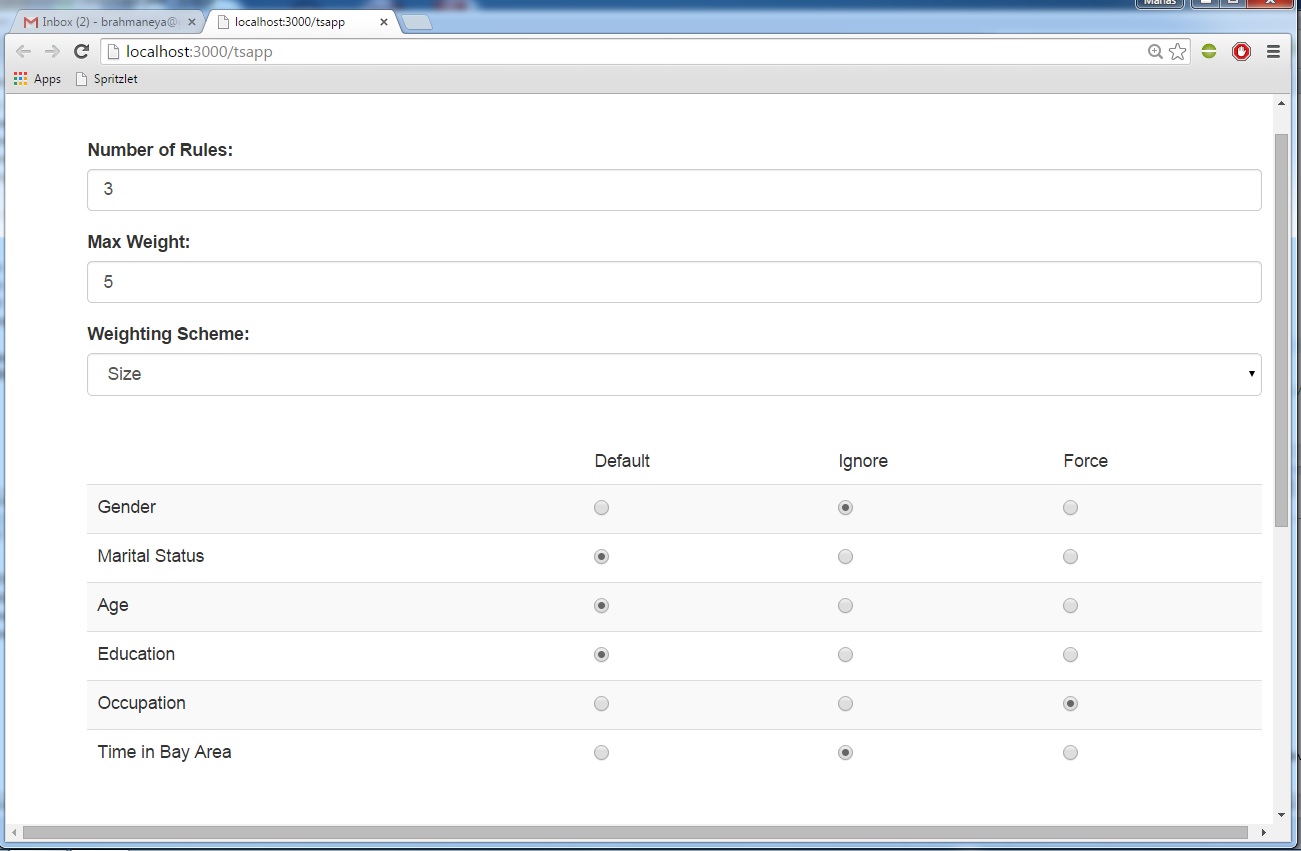 Manas
Inbox (2) - brahmaneya@
localhost:3000/tsapp
localhost:3000/tsapp
Apps
Spritzlet
Number of Rules:
3
Max Weight:
5
Weighting Scheme:
Size
Default Ignore Force
Gender
Marital Status
Age
Education
Occupation
Time in Bay Area